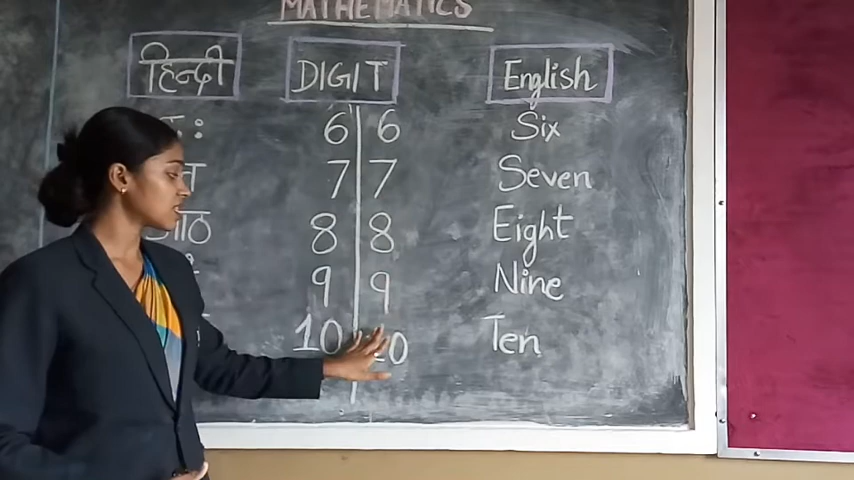 MATHEMATICS
हिन्दी DIGIT English
6 6 Six
7 7 Seven
8 8 Eight
9 9 Nine
10 Ten